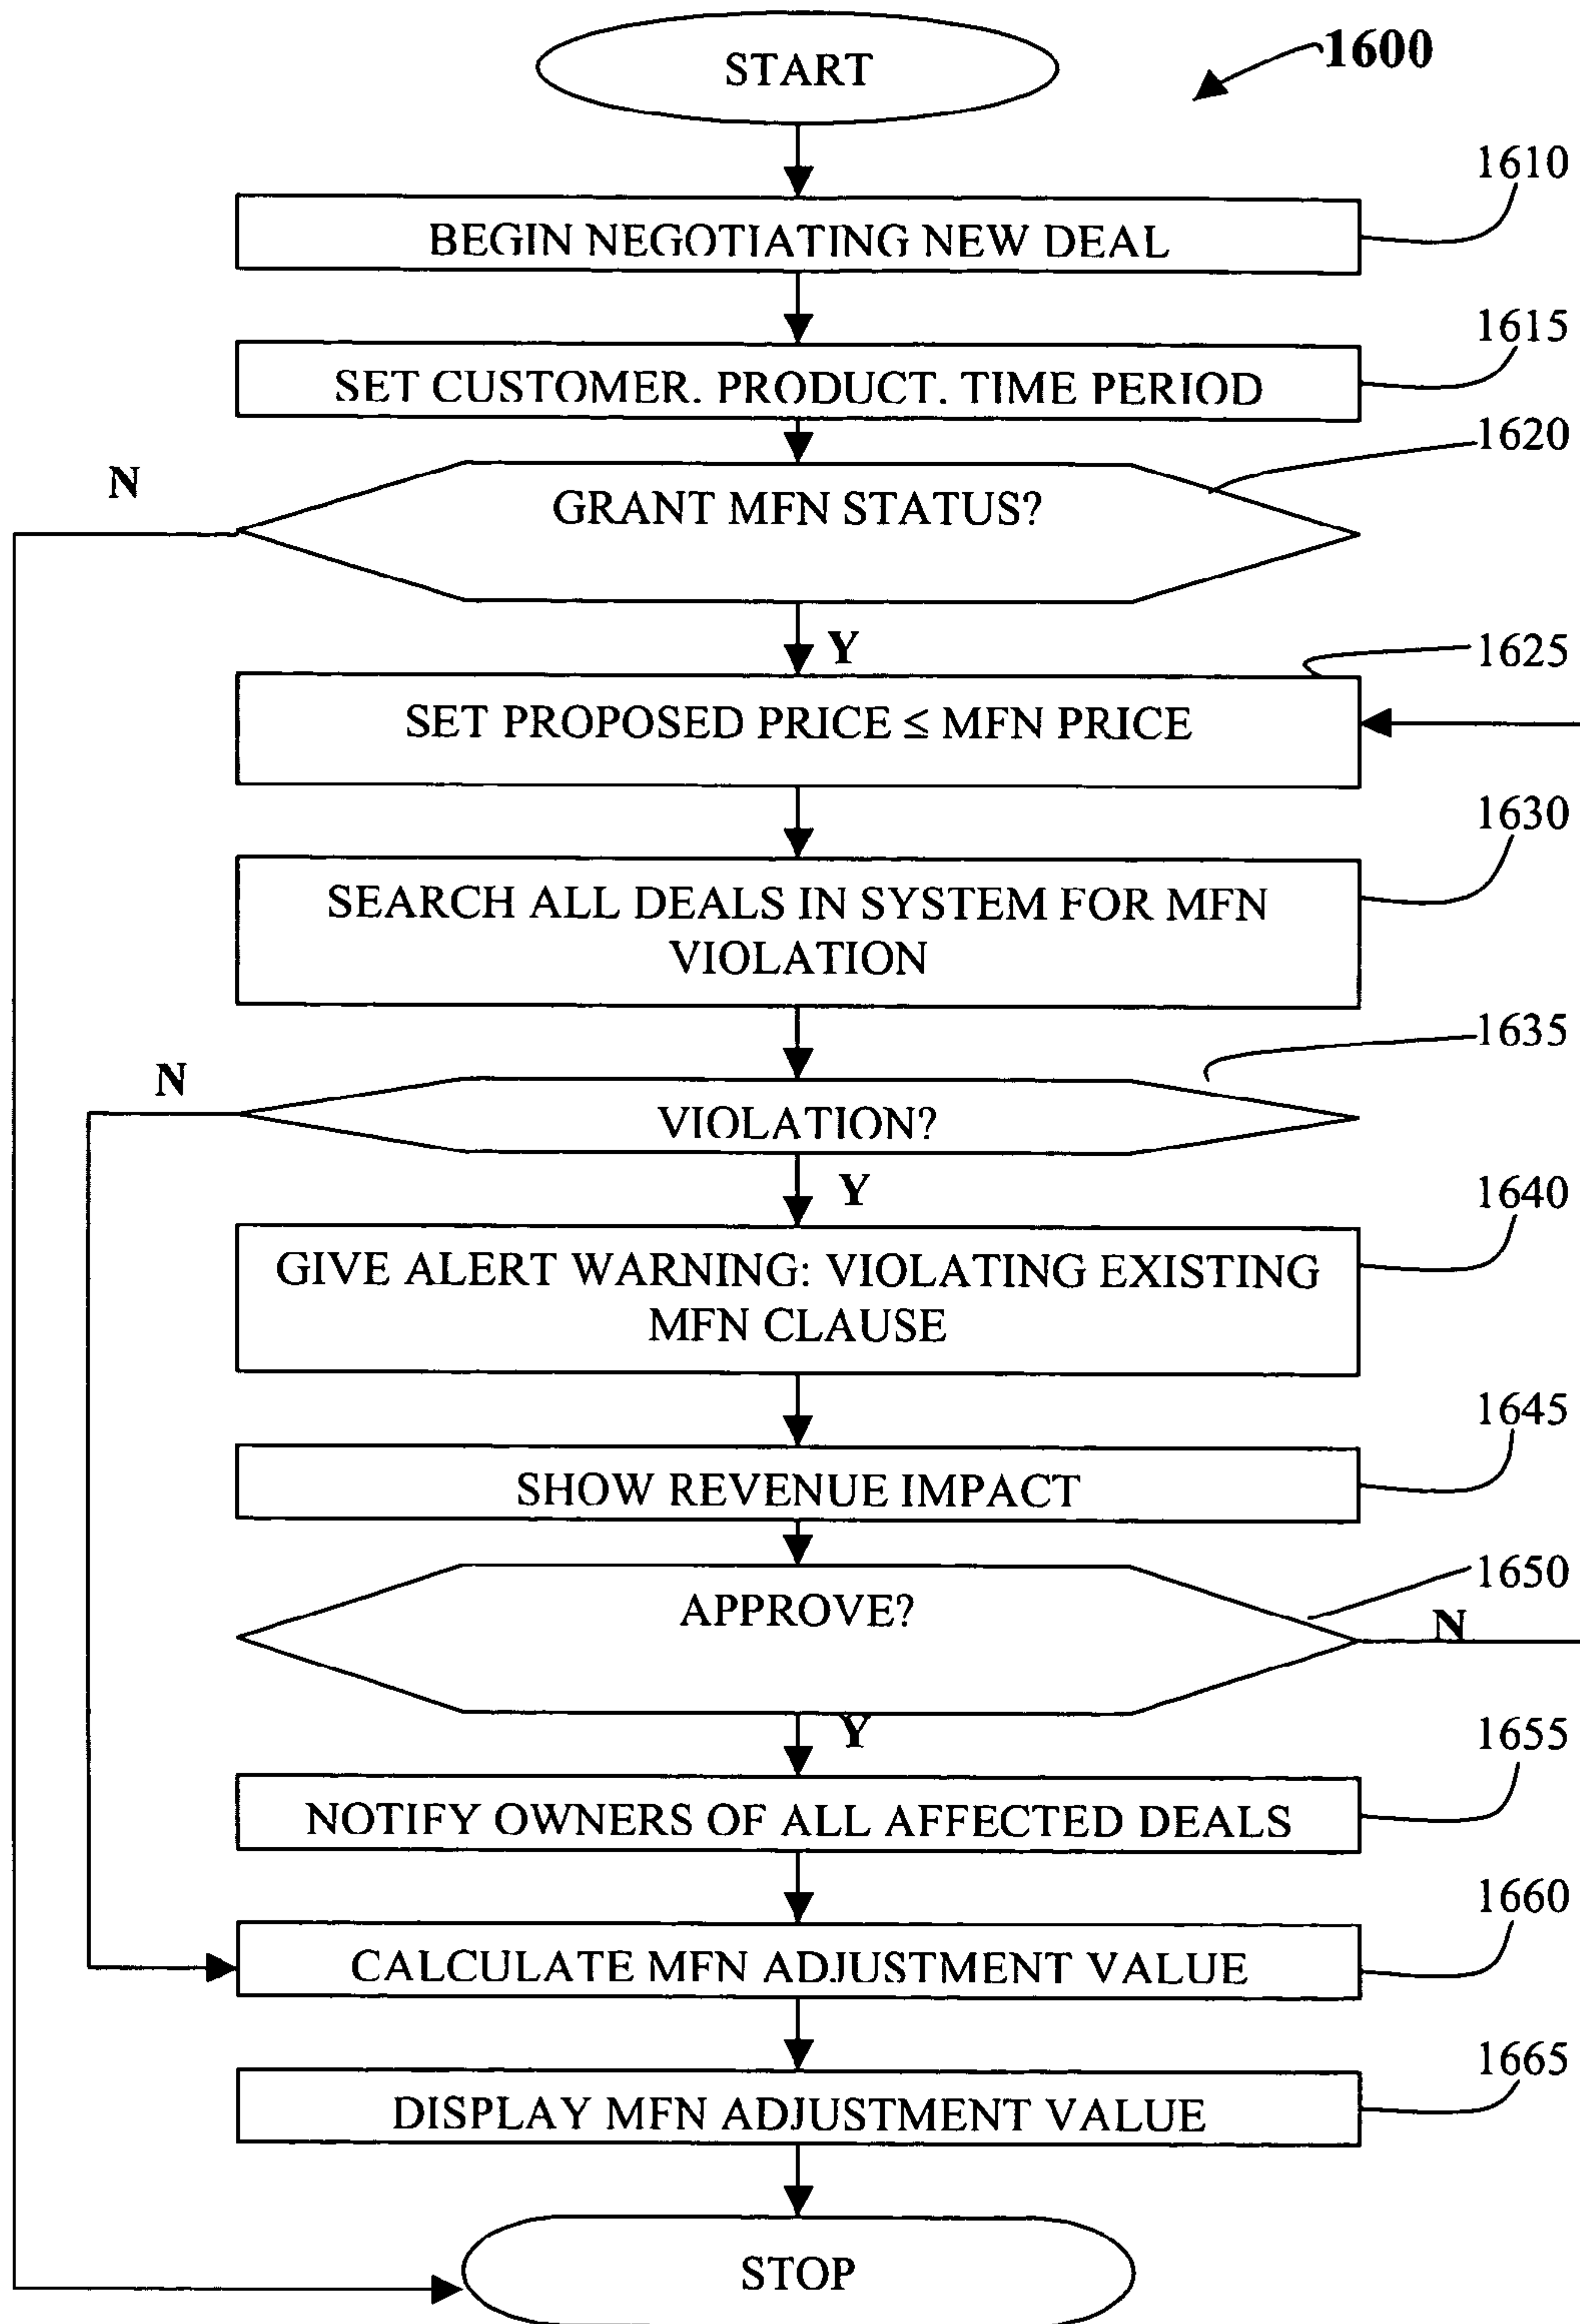 START
1600
1610
BEGIN NEGOTIATING NEW DEAL
1615
SET CUSTOMER. PRODUCT. TIME PERIOD
1620
N
GRANT MFN STATUS?
Y
1625
SET PROPOSED PRICE ≤ MFN PRICE
1630
SEARCH ALL DEALS IN SYSTEM FOR MFN
VIOLATION
1635
N
VIOLATION?
Y
1640
GIVE ALERT WARNING: VIOLATING EXISTING
MFN CLAUSE
1645
SHOW REVENUE IMPACT
1650
APPROVE?
N
Y
1655
NOTIFY OWNERS OF ALL AFFECTED DEALS
1660
CALCULATE MFN ADJUSTMENT VALUE
1665
DISPLAY MFN ADJUSTMENT VALUE
STOP